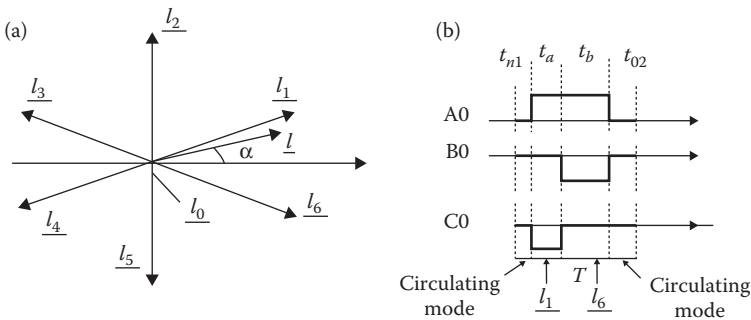 (a)
l2
l3
l1
l
α
l0
l4
l6
l5
(b)
tn1 ta tb t02
A0
B0
C0
T
Circulating mode
l1
l6
Circulating mode